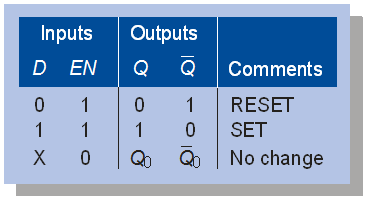 Inputs Outputs
D EN Q Q̅ Comments
0 1 0 1 RESET
1 1 1 0 SET
X 0 Q₀ Q̅₀ No change